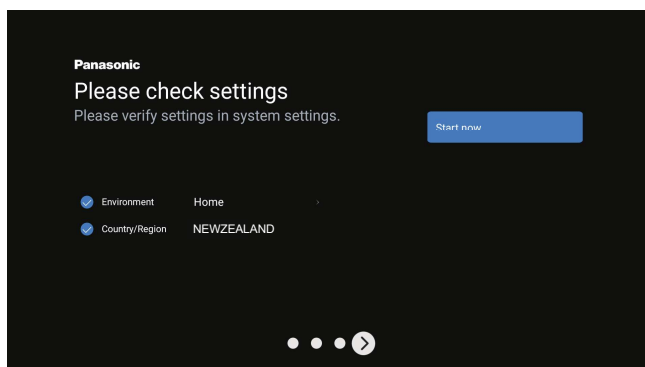 Panasonic
Please check settings
Please verify settings in system settings.
Start now
Environment Home
Country/Region NEWZEALAND